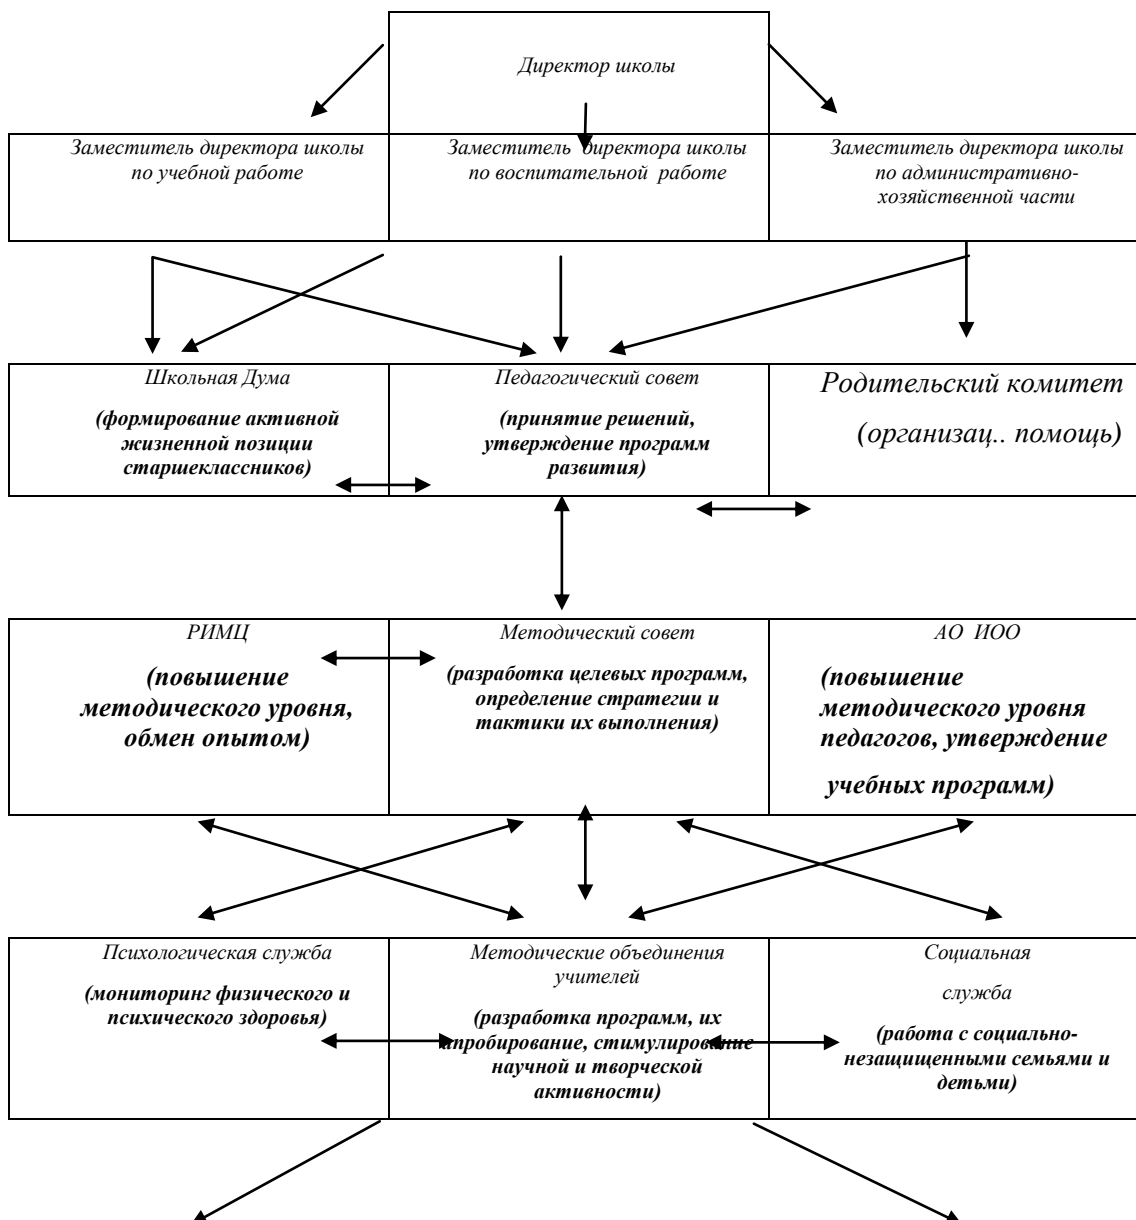 Директор школы
Заместитель директора школы
по учебной работе
Заместитель директора школы
по воспитательной работе
Заместитель директора школы
по административно-
хозяйственной части
Школьная Дума
(формирование активной
жизненной позиции
старшеклассников)
Педагогический совет
(принятие решений,
утверждение программ
развития)
Родительский комитет
(организац.. помощь)
РИМЦ
(повышение
методического уровня,
обмен опытом)
Методический совет
(разработка целевых программ,
определение стратегии и
тактики их выполнения)
АО ИОО
(повышение
методического уровня
педагогов, утверждение
учебных программ)
Психологическая служба
(мониторинг физического и
психического здоровья)
Методические объединения
учителей
(разработка программ, их
апробирование, стимулирование
научной и творческой
активности)
Социальная
служба
(работа с социально-
незащищенными семьями и
детьми)